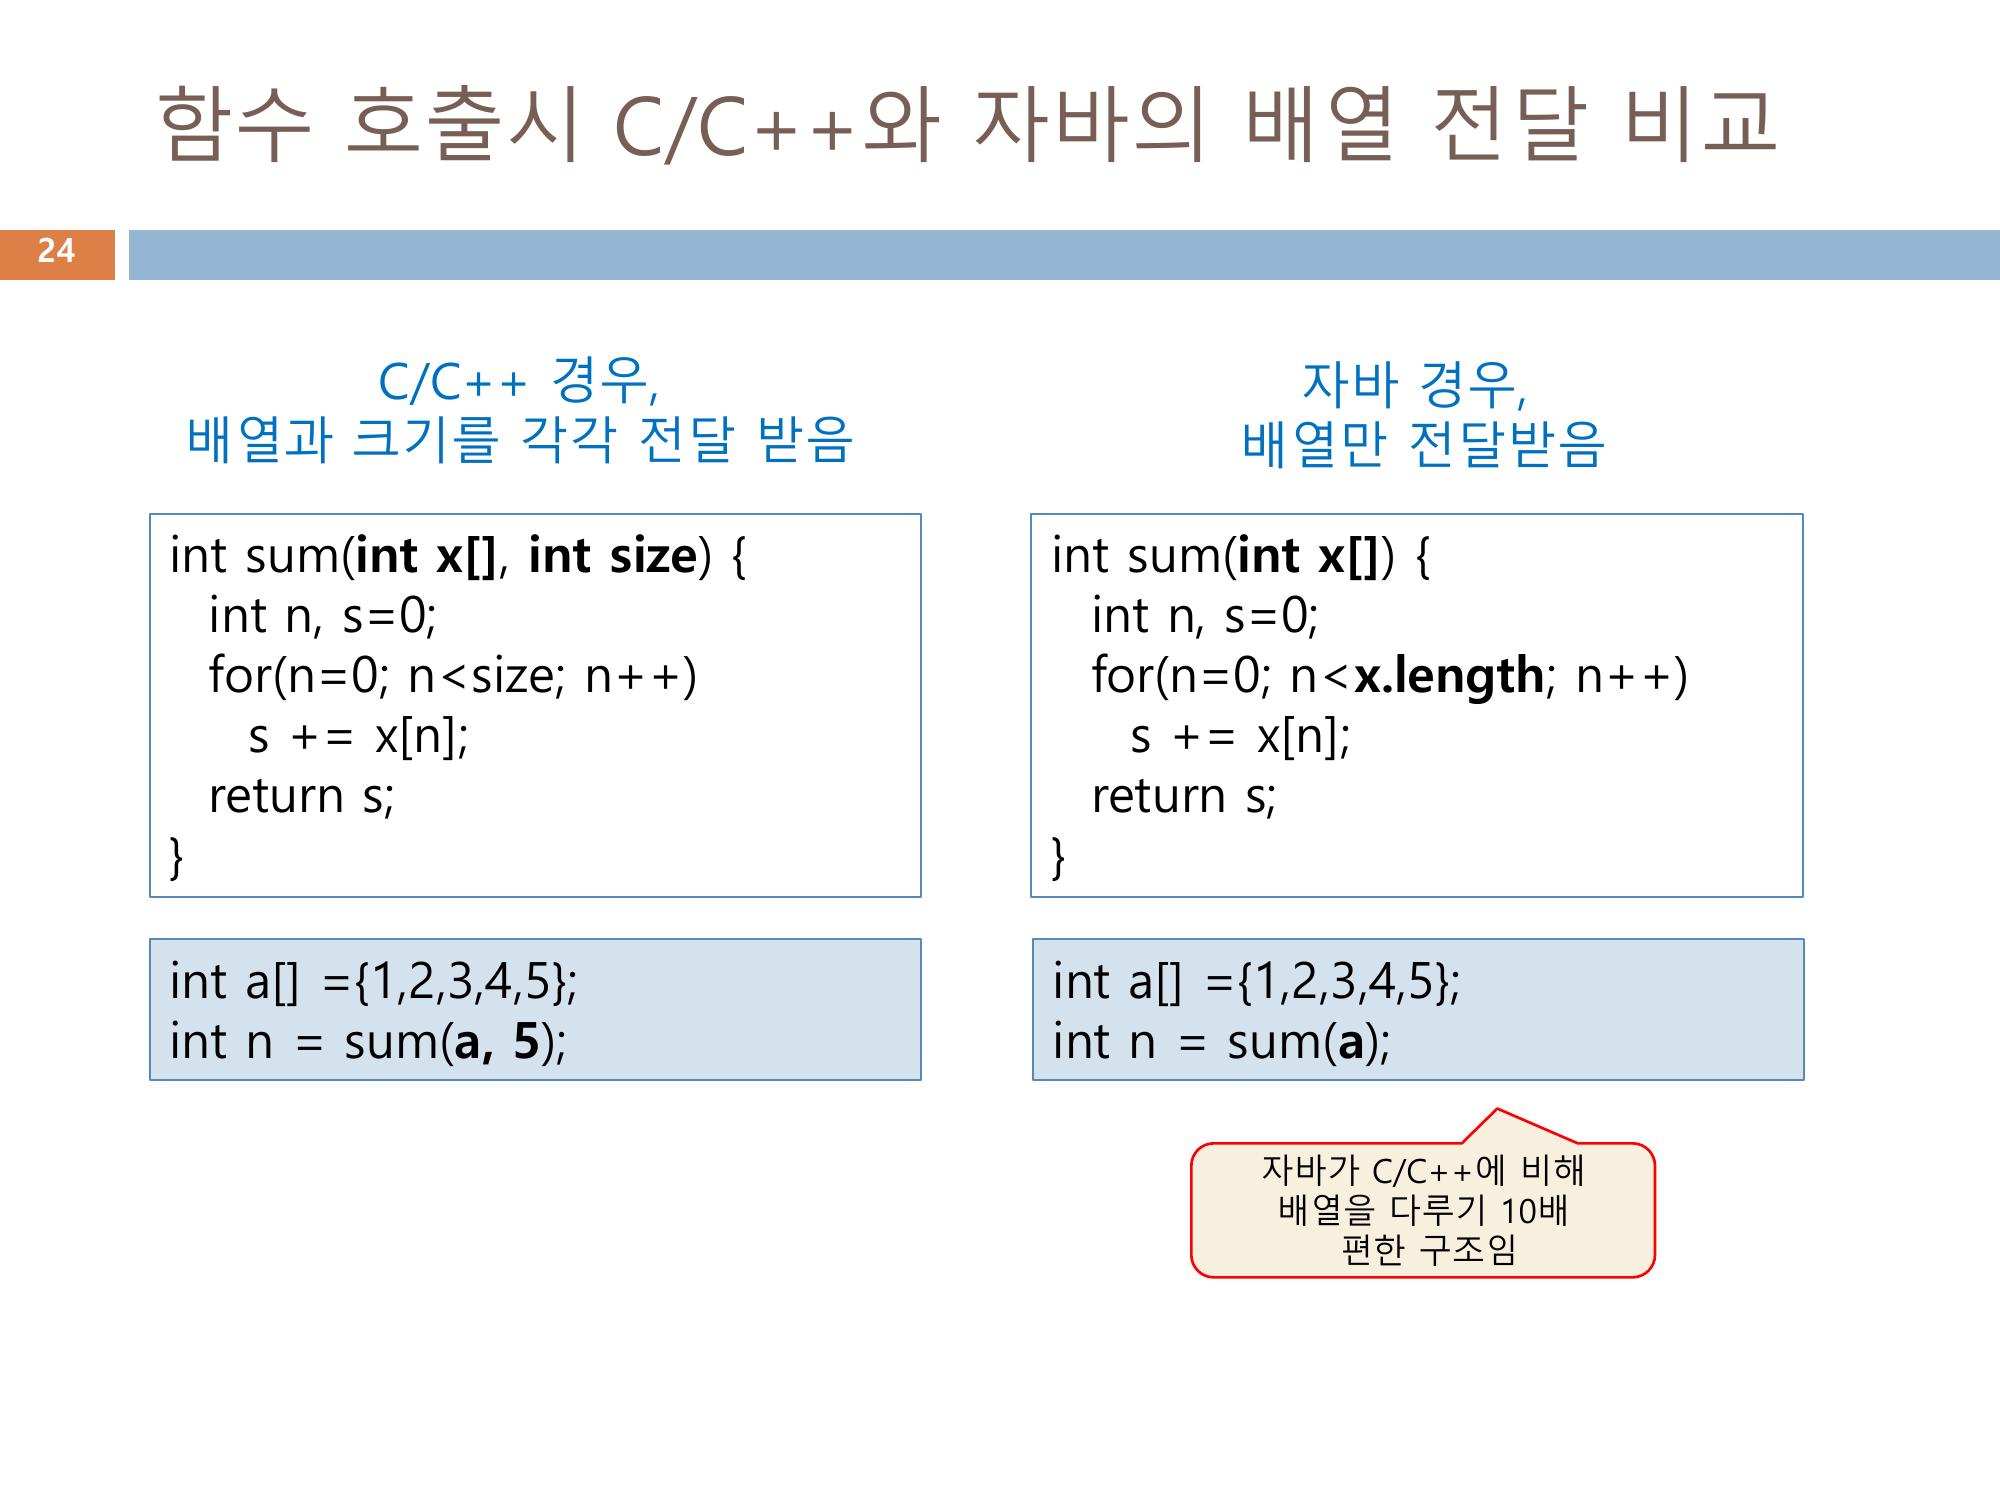 함수 호출시 C/C++와 자바의 배열 전달 비교
24
C/C++ 경우,
배열과 크기를 각각 전달 받음
int sum(int x[], int size) {
int n, s=0;
for(n=0; n<size; n++)
s += x[n];
return s;
}
int a[] ={1,2,3,4,5};
int n = sum(a, 5);
자바 경우,
배열만 전달받음
int sum(int x[]) {
int n, s=0;
for(n=0; n<x.length; n++)
s += x[n];
return s;
}
int a[] ={1,2,3,4,5};
int n = sum(a);
자바가 C/C++에 비해
배열을 다루기 10배
편한 구조임